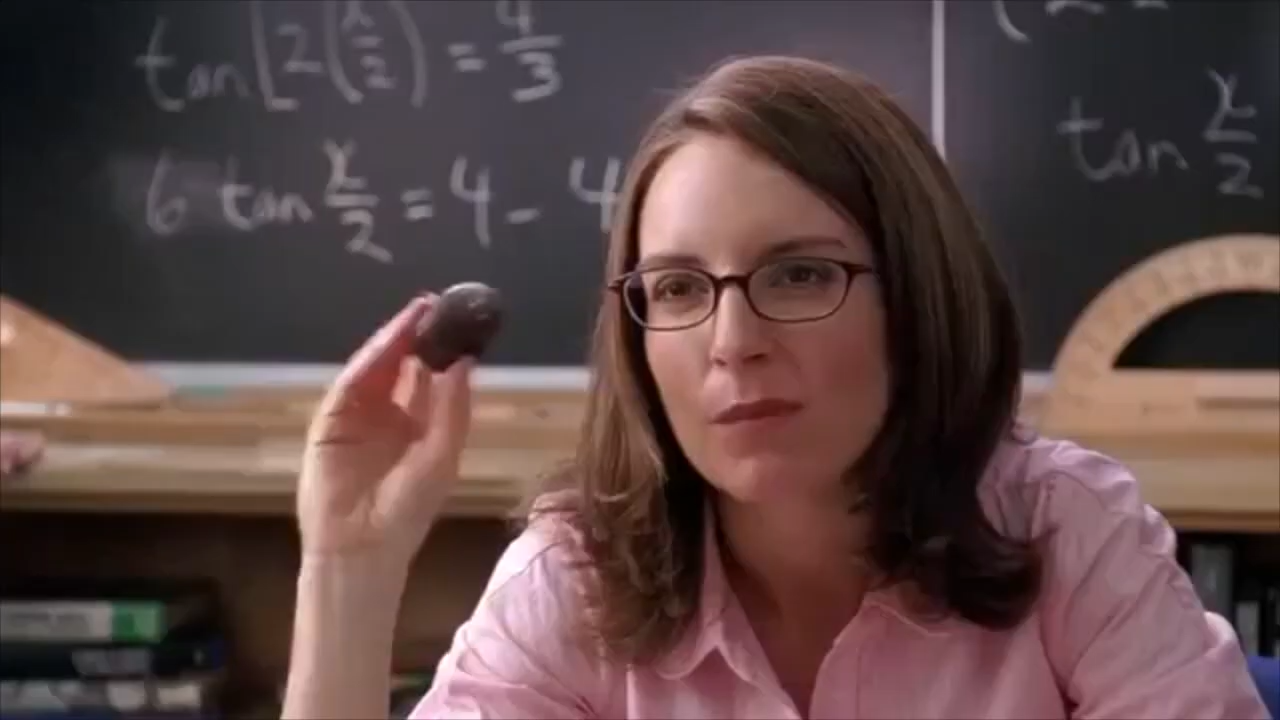 tan[2(x/2)] = 4/3
6 tan x/2 = 4 - 4
tan x/2